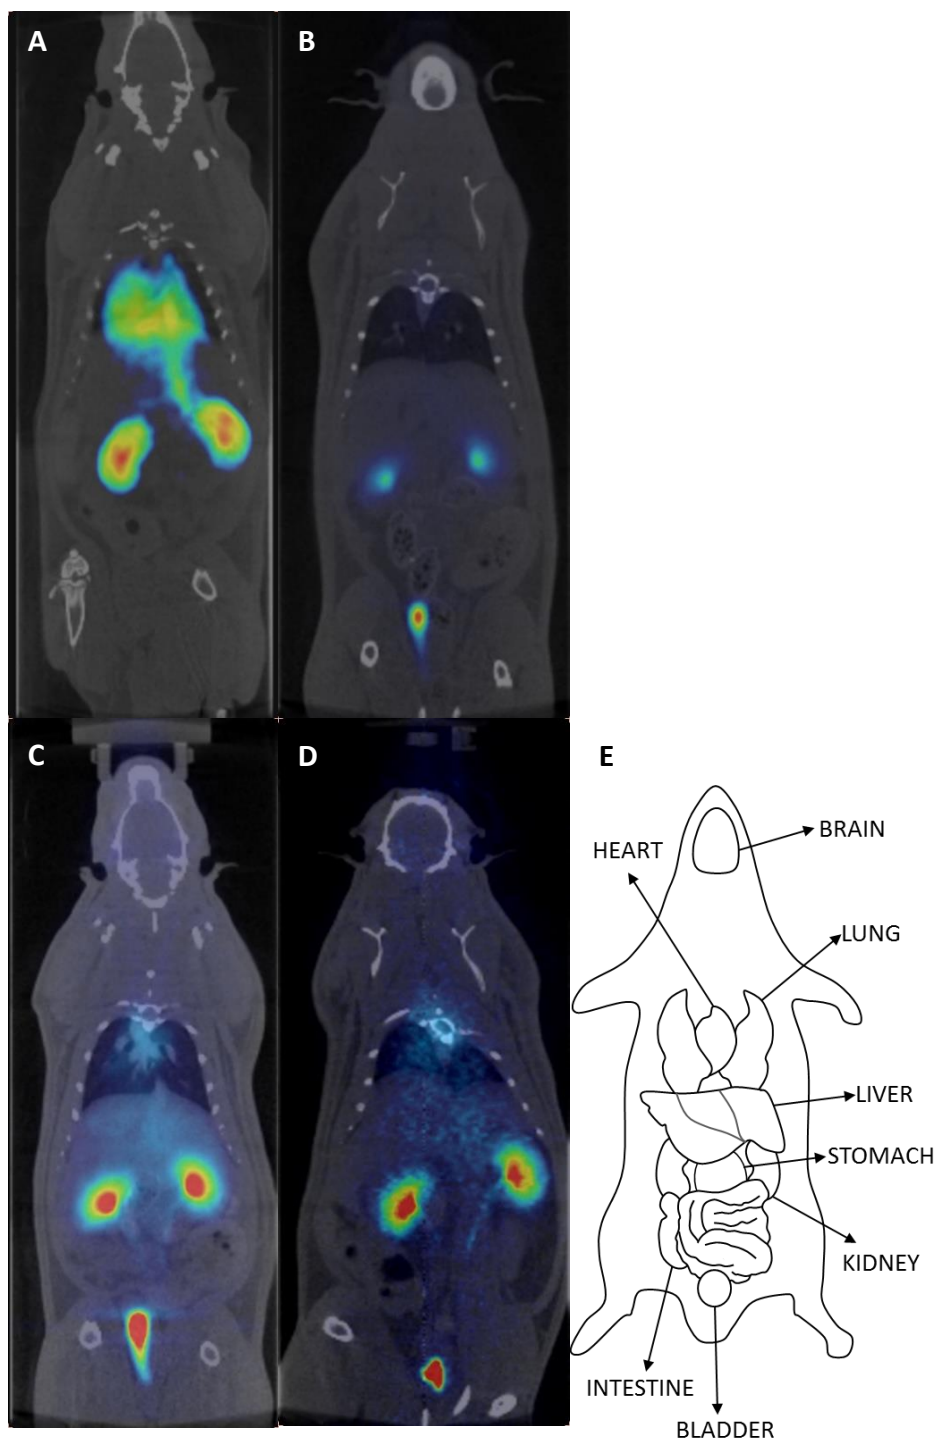 A
B
C
D
E
BRAIN
HEART
LUNG
LIVER
STOMACH
KIDNEY
INTESTINE
BLADDER